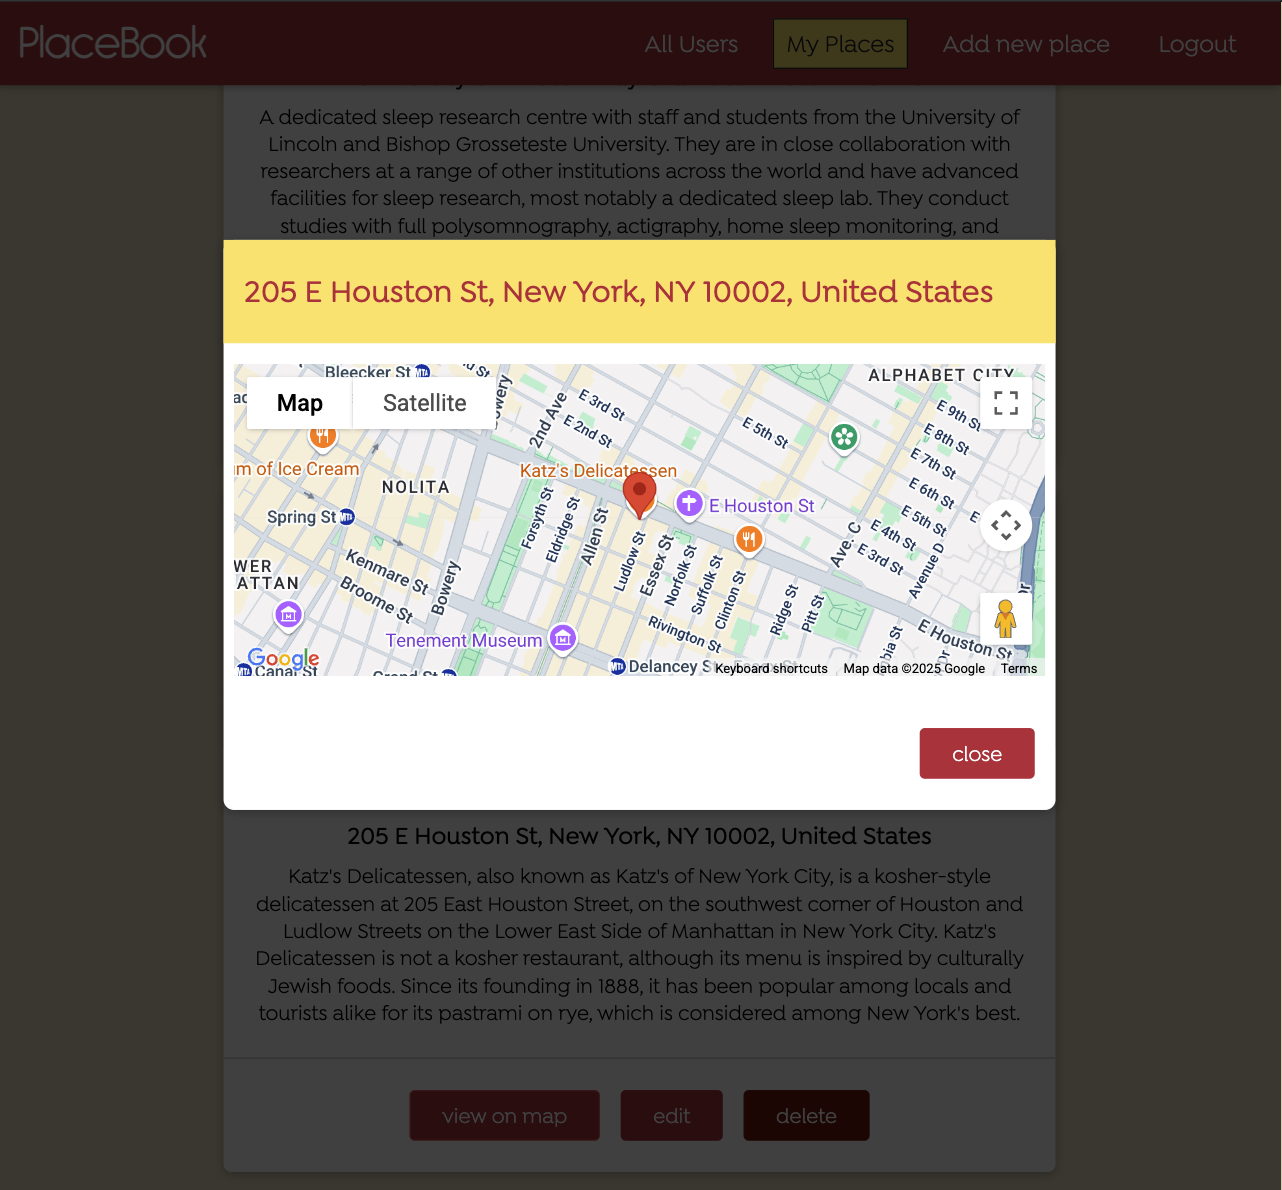 PlaceBook
All Users
My Places
Add new place
Logout
A dedicated sleep research centre with staff and students from the University of
Lincoln and Bishop Grosseteste University. They are in close collaboration with
researchers at a range of other institutions across the world and have advanced
facilities for sleep research, most notably a dedicated sleep lab. They conduct
studies with full polysomnography, actigraphy, home sleep monitoring, and
205 E Houston St, New York, NY 10002, United States
Bleecker St
ALPHABET CITY
Map
Satellite
Bowery
2nd Ave
E 3rd St
E 2nd St
E 5th St
E 9th St
E 8th St
E 7th St
E 6th St
E 5th St
E 4th St
E 3rd St
m of Ice Cream
Katz's Delicatessen
NOLITA
E Houston St
Spring St
Forsyth St
Eldridge St
Allen St
Ludlow St
Essex St
Norfolk St
Suffolk St
Clinton St
Ridge St
Pitt St
Ave. C
Avenue D
WER
ATTAN
Kenmare St
Broome St
Bowery
Tenement Museum
Rivington St
E Houston St
bia St
Delancey S
Google
Canal St
Grand St
Keyboard shortcuts
Map data ©2025 Google
Terms
close
205 E Houston St, New York, NY 10002, United States
Katz's Delicatessen, also known as Katz's of New York City, is a kosher-style
delicatessen at 205 East Houston Street, on the southwest corner of Houston and
Ludlow Streets on the Lower East Side of Manhattan in New York City. Katz's
Delicatessen is not a kosher restaurant, although its menu is inspired by culturally
Jewish foods. Since its founding in 1888, it has been popular among locals and
tourists alike for its pastrami on rye, which is considered among New York's best.
view on map
edit
delete